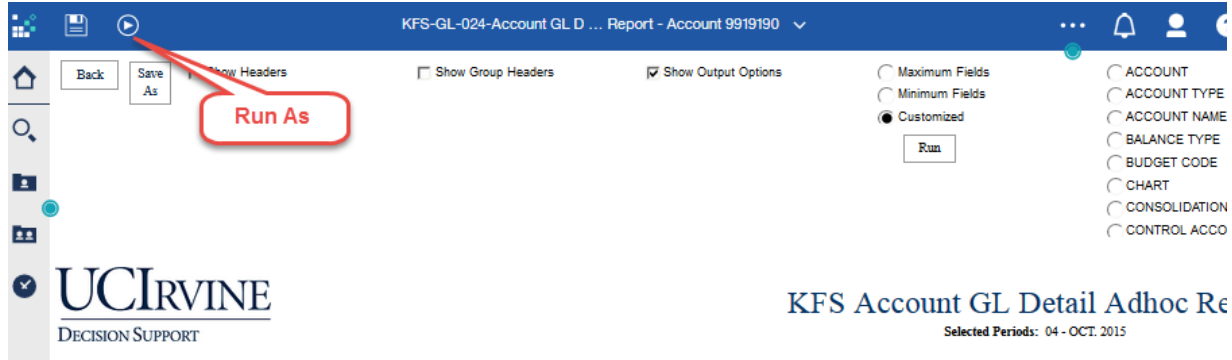 KFS-GL-024-Account GL D ... Report - Account 9919190
Back
Save As
Show Headers
Show Group Headers
Show Output Options
Maximum Fields
Minimum Fields
Customized
Run
ACCOUNT
ACCOUNT TYPE
ACCOUNT NAME
BALANCE TYPE
BUDGET CODE
CHART
CONSOLIDATION
CONTROL ACCO
Run As
UCIRVINE
DECISION SUPPORT
KFS Account GL Detail Adhoc Re
Selected Periods: 04 - OCT. 2015